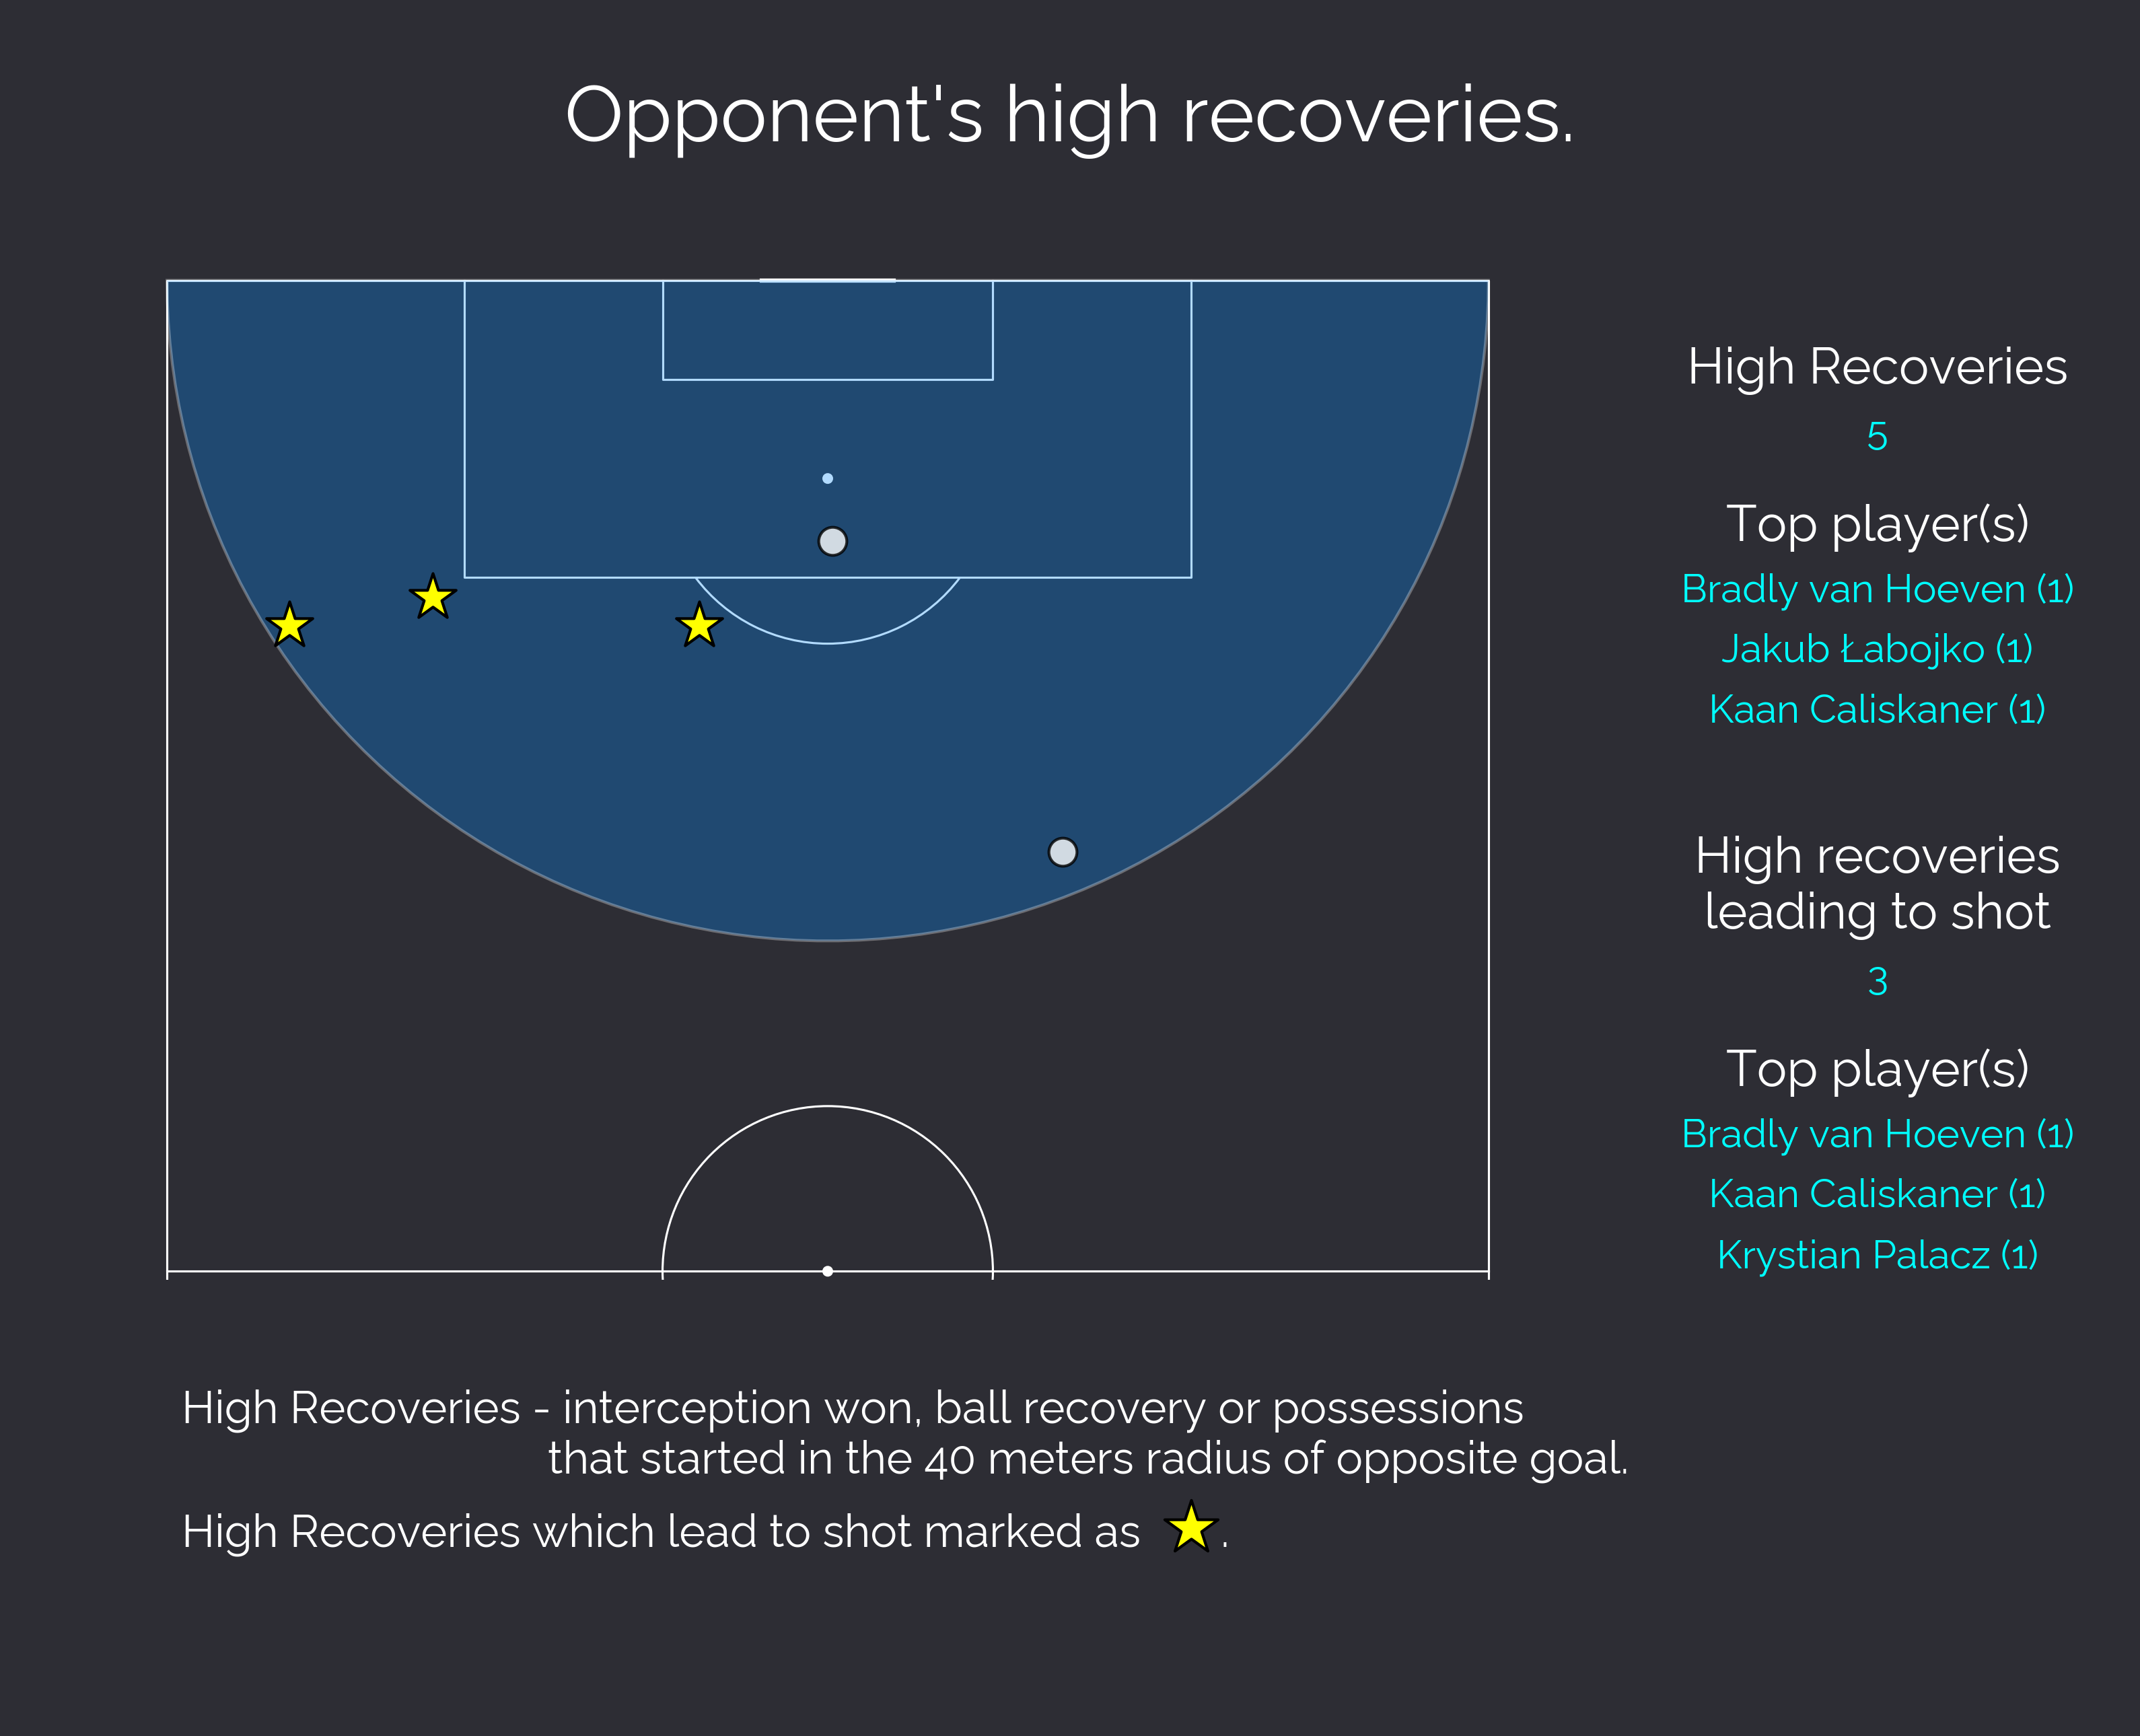 Opponent's high recoveries.
High Recoveries
5
Top player(s)
Bradly van Hoeven (1)
Jakub Łabojko (1)
Kaan Caliskaner (1)
High recoveries
leading to shot
3
Top player(s)
Bradly van Hoeven (1)
Kaan Caliskaner (1)
Krystian Palacz (1)
High Recoveries - interception won, ball recovery or possessions
that started in the 40 meters radius of opposite goal.
High Recoveries which lead to shot marked as .